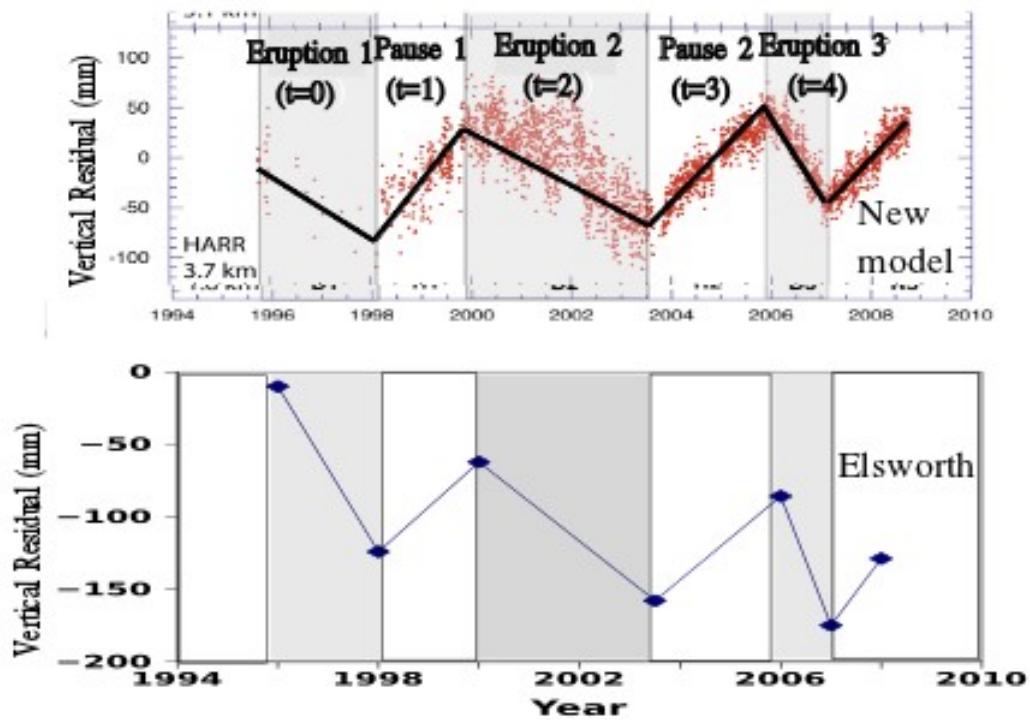 Vertical Residual (mm)
100
50
0
-50
-100
Eruption 1
(t=0)
Pause 1
(t=1)
Eruption 2
(t=2)
Pause 2
(t=3)
Eruption 3
(t=4)
HARR
3.7 km
New
model
1994 1996 1998 2000 2002 2004 2006 2008 2010
Vertical Residual (mm)
0
−50
−100
−150
−200
Elsworth
1994 1998 2002 2006 2010
Year